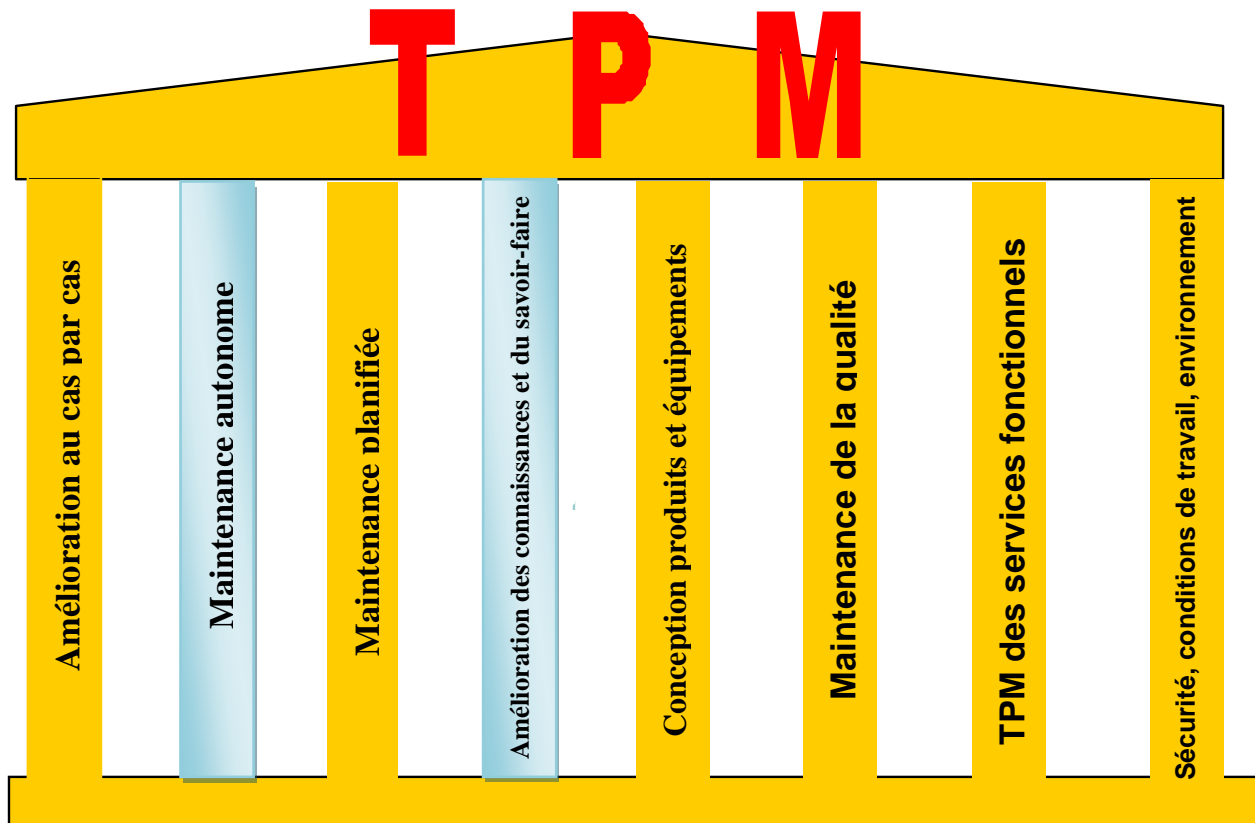 T P M
Amélioration au cas par cas
Maintenance autonome
Maintenance planifiée
Amélioration des connaissances et du savoir-faire
Conception produits et équipements
Maintenance de la qualité
TPM des services fonctionnels
Sécurité, conditions de travail, environnement